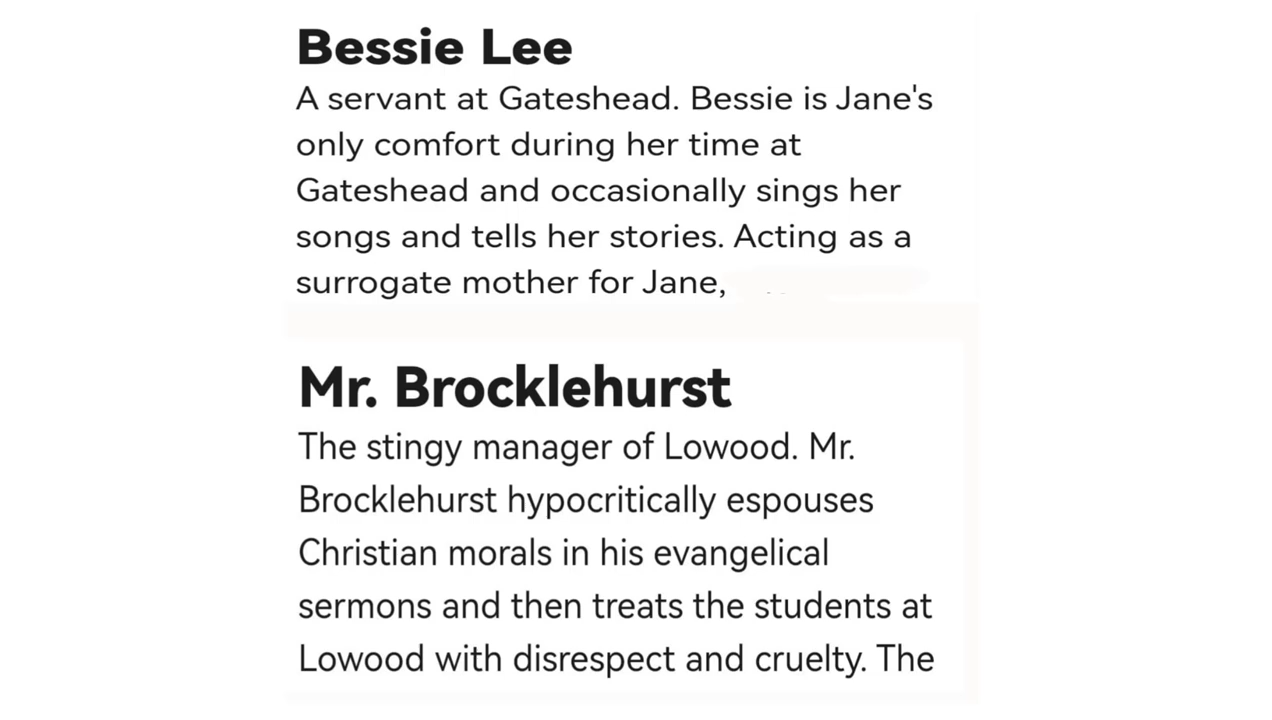 Bessie Lee
A servant at Gateshead. Bessie is Jane's
only comfort during her time at
Gateshead and occasionally sings her
songs and tells her stories. Acting as a
surrogate mother for Jane,
Mr. Brocklehurst
The stingy manager of Lowood. Mr.
Brocklehurst hypocritically espouses
Christian morals in his evangelical
sermons and then treats the students at
Lowood with disrespect and cruelty. The